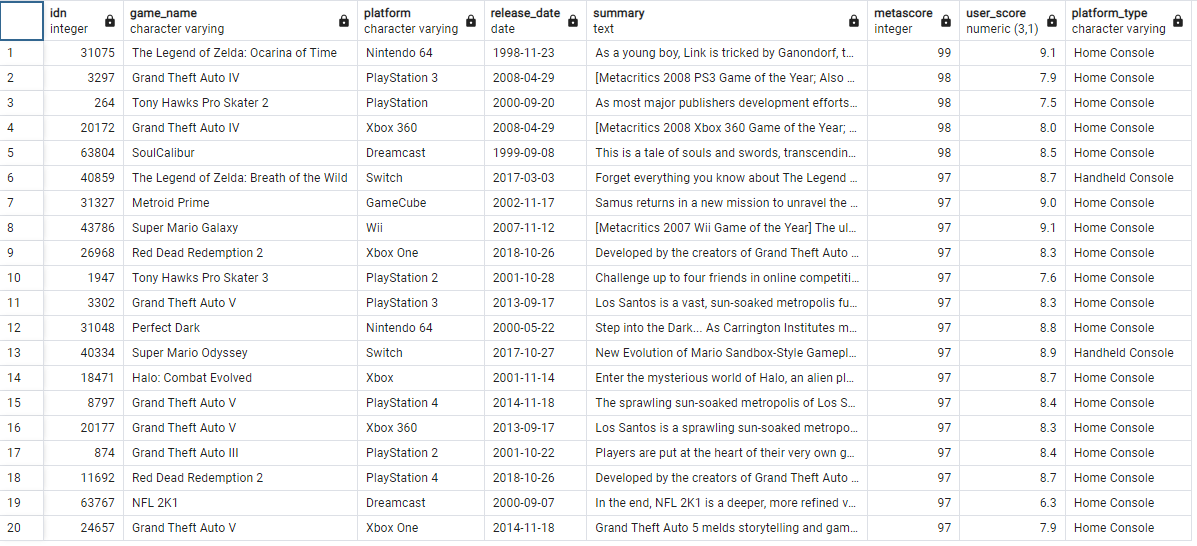 idn game_name platform release_date summary metascore user_score platform_type
integer character varying character varying date text integer numeric (3,1) character varying
1 31075 The Legend of Zelda: Ocarina of Time Nintendo 64 1998-11-23 As a young boy, Link is tricked by Ganondorf, t... 99 9.1 Home Console
2 3297 Grand Theft Auto IV PlayStation 3 2008-04-29 [Metacritics 2008 PS3 Game of the Year; Also ... 98 7.9 Home Console
3 264 Tony Hawks Pro Skater 2 PlayStation 2000-09-20 As most major publishers development efforts... 98 7.5 Home Console
4 20172 Grand Theft Auto IV Xbox 360 2008-04-29 [Metacritics 2008 Xbox 360 Game of the Year; ... 98 8.0 Home Console
5 63804 SoulCalibur Dreamcast 1999-09-08 This is a tale of souls and swords, transcendin... 98 8.5 Home Console
6 40859 The Legend of Zelda: Breath of the Wild Switch 2017-03-03 Forget everything you know about The Legend ... 97 8.7 Handheld Console
7 31327 Metroid Prime GameCube 2002-11-17 Samus returns in a new mission to unravel the ... 97 9.0 Home Console
8 43786 Super Mario Galaxy Wii 2007-11-12 [Metacritics 2007 Wii Game of the Year] The ul... 97 9.1 Home Console
9 26968 Red Dead Redemption 2 Xbox One 2018-10-26 Developed by the creators of Grand Theft Auto ... 97 8.3 Home Console
10 1947 Tony Hawks Pro Skater 3 PlayStation 2 2001-10-28 Challenge up to four friends in online competiti... 97 7.6 Home Console
11 3302 Grand Theft Auto V PlayStation 3 2013-09-17 Los Santos is a vast, sun-soaked metropolis fu... 97 8.3 Home Console
12 31048 Perfect Dark Nintendo 64 2000-05-22 Step into the Dark... As Carrington Institutes m... 97 8.8 Home Console
13 40334 Super Mario Odyssey Switch 2017-10-27 New Evolution of Mario Sandbox-Style Gamepl... 97 8.9 Handheld Console
14 18471 Halo: Combat Evolved Xbox 2001-11-14 Enter the mysterious world of Halo, an alien pl... 97 8.7 Home Console
15 8797 Grand Theft Auto V PlayStation 4 2014-11-18 The sprawling sun-soaked metropolis of Los S... 97 8.4 Home Console
16 20177 Grand Theft Auto V Xbox 360 2013-09-17 Los Santos is a sprawling sun-soaked metropo... 97 8.3 Home Console
17 874 Grand Theft Auto III PlayStation 2 2001-10-22 Players are put at the heart of their very own g... 97 8.4 Home Console
18 11692 Red Dead Redemption 2 PlayStation 4 2018-10-26 Developed by the creators of Grand Theft Auto ... 97 8.7 Home Console
19 63767 NFL 2K1 Dreamcast 2000-09-07 In the end, NFL 2K1 is a deeper, more refined v... 97 6.3 Home Console
20 24657 Grand Theft Auto V Xbox One 2014-11-18 Grand Theft Auto 5 melds storytelling and gam... 97 7.9 Home Console